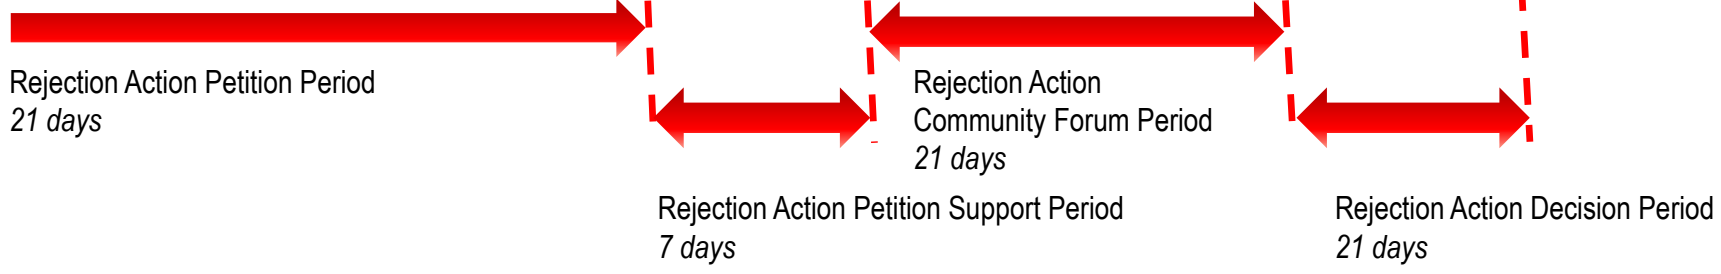 Rejection Action Petition Period
21 days
Rejection Action Petition Support Period
7 days
Rejection Action
Community Forum Period
21 days
Rejection Action Decision Period
21 days